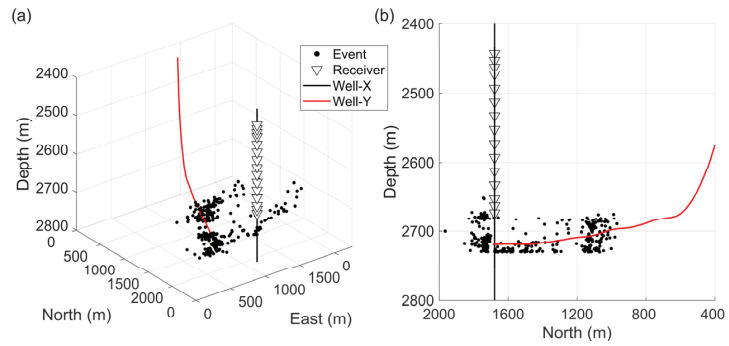 (a)
Event
Receiver
Well-X
Well-Y
2400
2500
2600
2700
2800
Depth (m)
0
500
1000
1500
2000
0
North (m)
0
500
1000
1500
0
East (m)
(b)
2400
2500
2600
2700
2800
Depth (m)
2000
1600
1200
800
400
North (m)